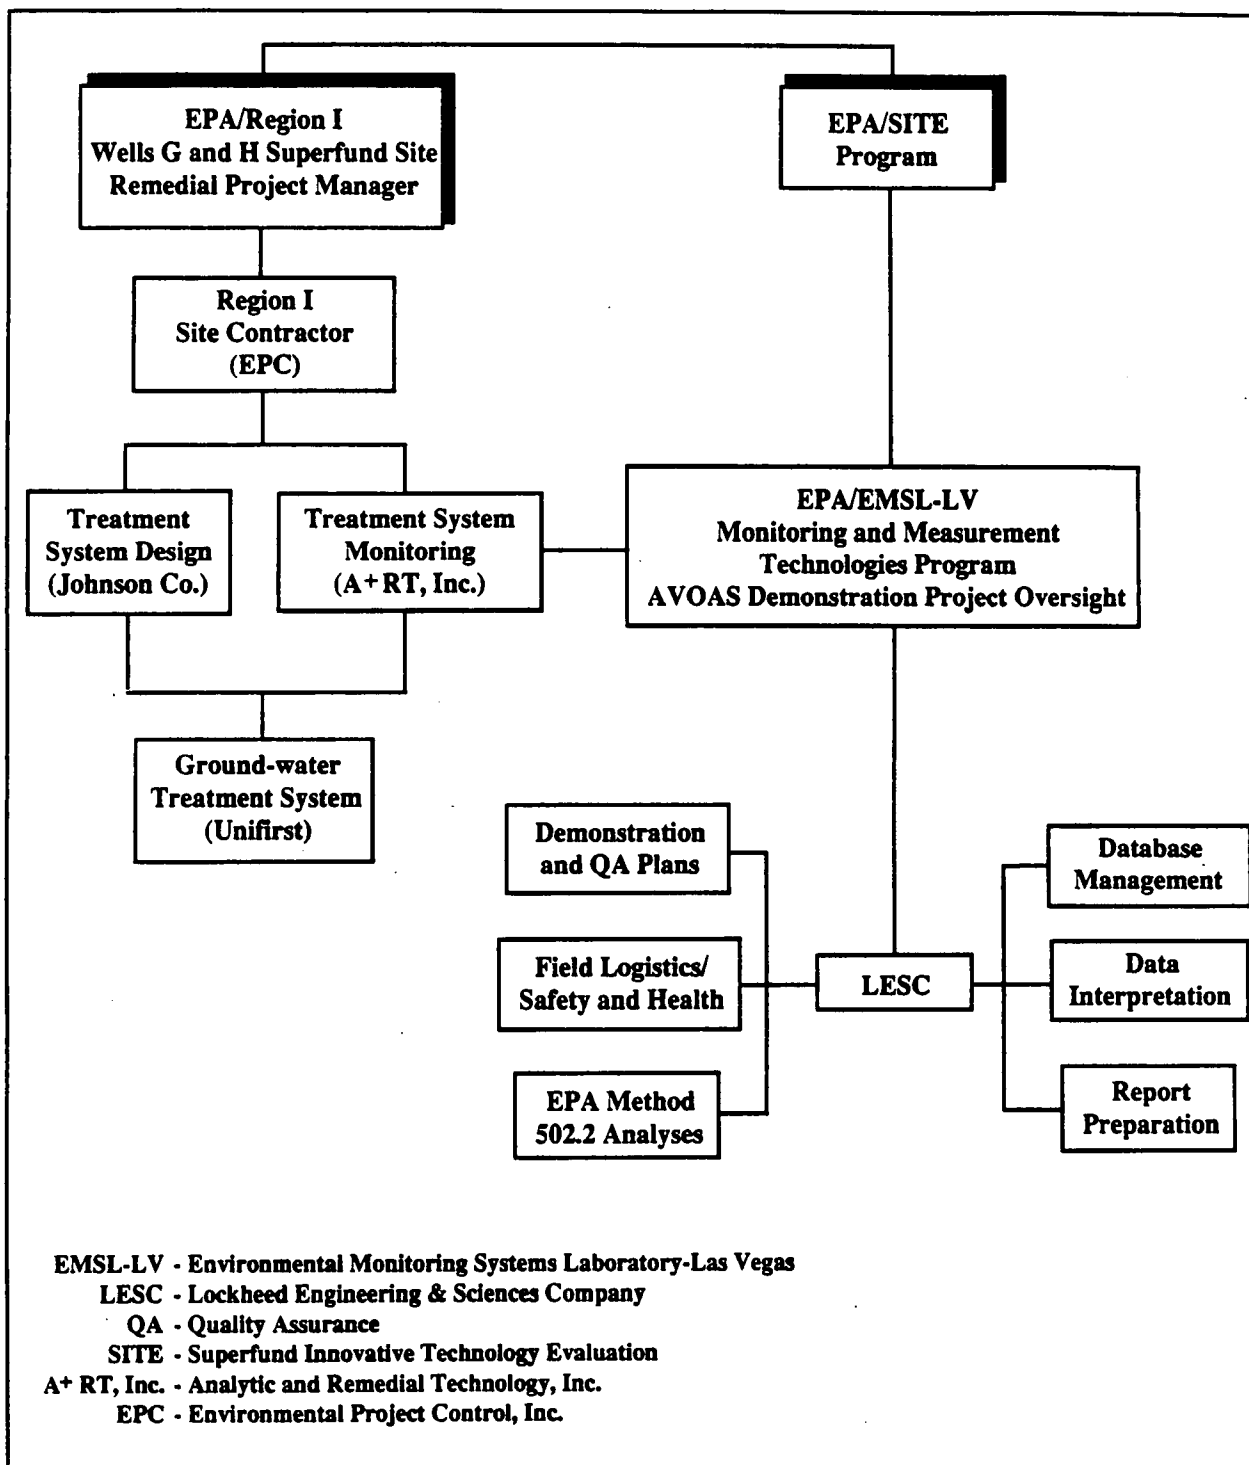 EPA/Region I
Wells G and H Superfund Site
Remedial Project Manager
EPA/SITE
Program
Region I
Site Contractor
(EPC)
Treatment
System Design
(Johnson Co.)
Treatment System
Monitoring
(A+ RT, Inc.)
EPA/EMSL-LV
Monitoring and Measurement
Technologies Program
AVOAS Demonstration Project Oversight
Ground-water
Treatment System
(Unifirst)
Demonstration
and QA Plans
Field Logistics/
Safety and Health
EPA Method
502.2 Analyses
LESC
Database
Management
Data
Interpretation
Report
Preparation
EMSL-LV - Environmental Monitoring Systems Laboratory-Las Vegas
LESC - Lockheed Engineering & Sciences Company
QA - Quality Assurance
SITE - Superfund Innovative Technology Evaluation
A+ RT, Inc. - Analytic and Remedial Technology, Inc.
EPC - Environmental Project Control, Inc.